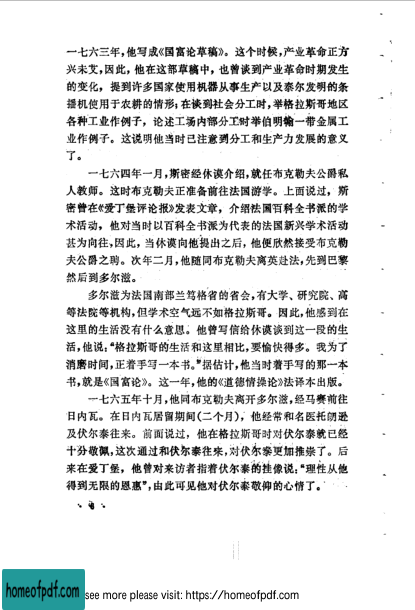 一七六三年，他写成《国富论草稿》。这个时候，产业革命正方
兴未艾，因此，他在这部草稿中，也曾谈到产业革命时期发生
的变化，提到许多国家使用机器从事生产以及泰尔发明的条
播机使用于农耕的情形；在谈到社会分工时，举格拉斯哥地区
各种工业作例子，论述工场内部分工时举伯明翰一带金属工
业作例子。这说明他当时已注意到分工和生产力发展的意义
了。
一七六四年一月，斯密经休谟介绍，就任布克勒夫公爵私
人教师。这时布克勒夫正准备前往法国游学。上面说过，斯
密曾在《爱丁堡评论报》发表文章，介绍法国百科全书派的学
术活动，他对当时以百科全书派为代表的法国新兴学术活动
甚为向往，因此，当休谟向他提出之后，他便欣然接受布克勒
夫公爵之聘。次年二月，他随同布克勒夫离英赴法，先到巴黎
然后到多尔滋。
多尔滋为法国南部兰笃格省的省会，有大学、研究院、高
等法院等机构，但学术空气远不如格拉斯哥。因此，他感到在
这里的生活没有什么意思。他曾写信给休谟谈到这一段的生
活，他说：“格拉斯哥的生活和这里相比，要愉快得多。我为了
消磨时间，正着手写一本书。”据估计，他当时着手写的那一本
书，就是《国富论》。这一年，他的《道德情操论》法译本出版。
一七六五年十月，他同布克勒夫离开多尔滋，经马赛前往
日内瓦。在日内瓦居留期间（二个月），他经常和名医托朗逊
及伏尔泰往来。前面说过，他在格拉斯哥时对伏尔泰就已经
十分敬佩，这次通过和伏尔泰往来，对伏尔泰更加推崇了。后
来在爱丁堡，他曾对来访者指着伏尔泰的挂像说：“理性从他
得到无限的恩惠”，由此可见他对伏尔泰敬仰的心情了。
homeofpdf.com
see more please visit: https://homeofpdf.com